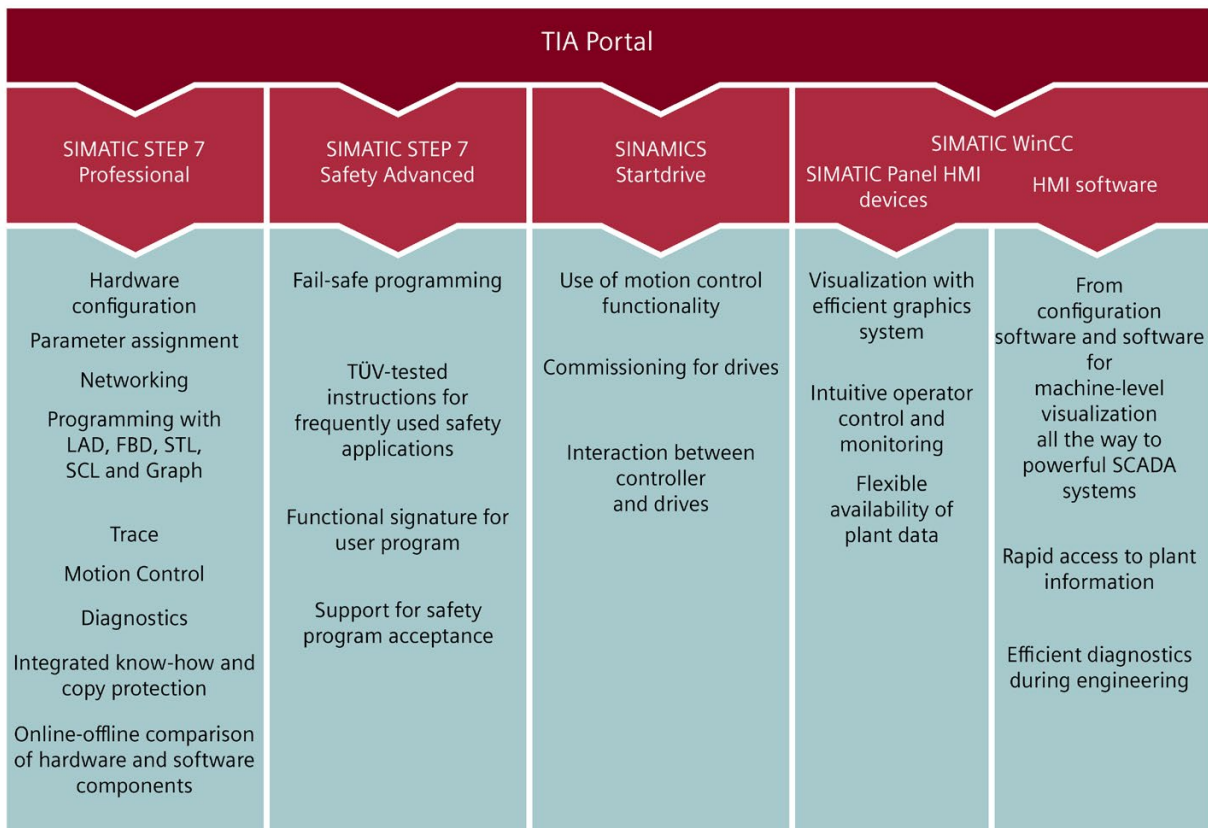 TIA Portal
SIMATIC STEP 7
Professional
SIMATIC STEP 7
Safety Advanced
SINAMICS
Startdrive
SIMATIC WinCC
SIMATIC Panel HMI
devices
HMI software
Hardware
configuration
Parameter assignment
Networking
Programming with
LAD, FBD, STL,
SCL and Graph
Trace
Motion Control
Diagnostics
Integrated know-how and
copy protection
Online-offline comparison
of hardware and software
components
Fail-safe programming
TÜV-tested
instructions for
frequently used safety
applications
Functional signature for
user program
Support for safety
program acceptance
Use of motion control
functionality
Commissioning for drives
Interaction between
controller
and drives
Visualization with
efficient graphics
system
Intuitive operator
control and
monitoring
Flexible
availability of
plant data
From
configuration
software and software
for
machine-level
visualization
all the way to
powerful SCADA
systems
Rapid access to plant
information
Efficient diagnostics
during engineering